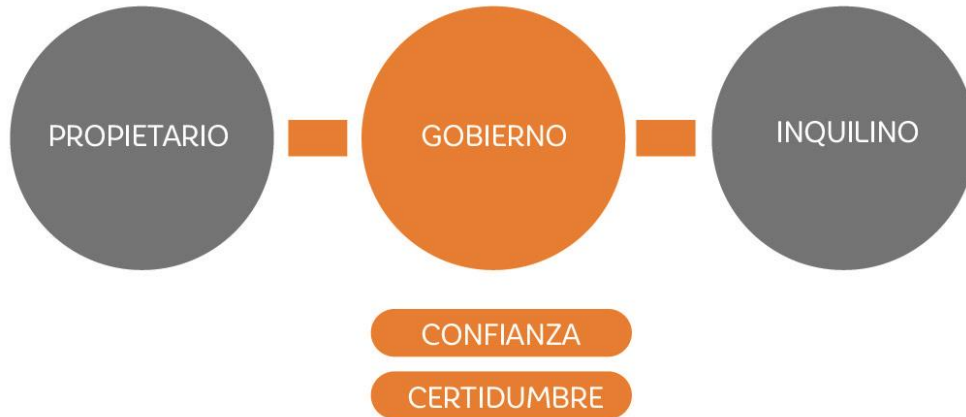 PROPIETARIO
GOBIERNO
INQUILINO
CONFIANZA
CERTIDUMBRE